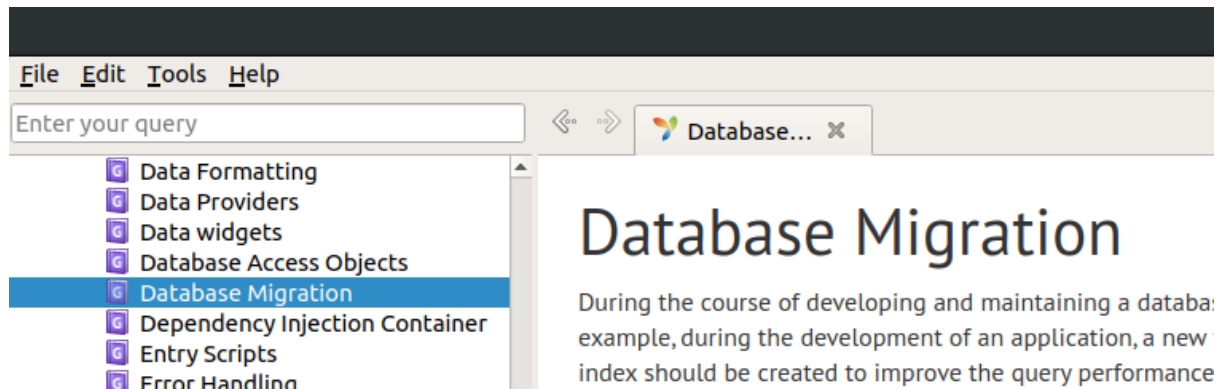 File Edit Tools Help
Enter your query
Database...
Data Formatting
Data Providers
Data widgets
Database Access Objects
Database Migration
Dependency Injection Container
Entry Scripts
Error Handling
Database Migration
During the course of developing and maintaining a databas
example, during the development of an application, a new
index should be created to improve the query performance